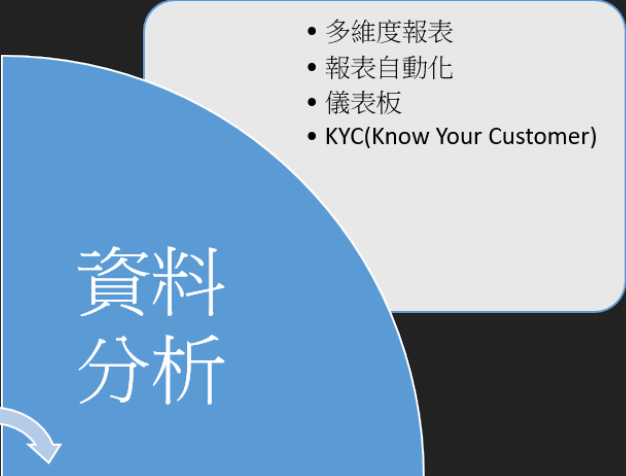 • 多維度報表
• 報表自動化
• 儀表板
• KYC(Know Your Customer)
資料
分析